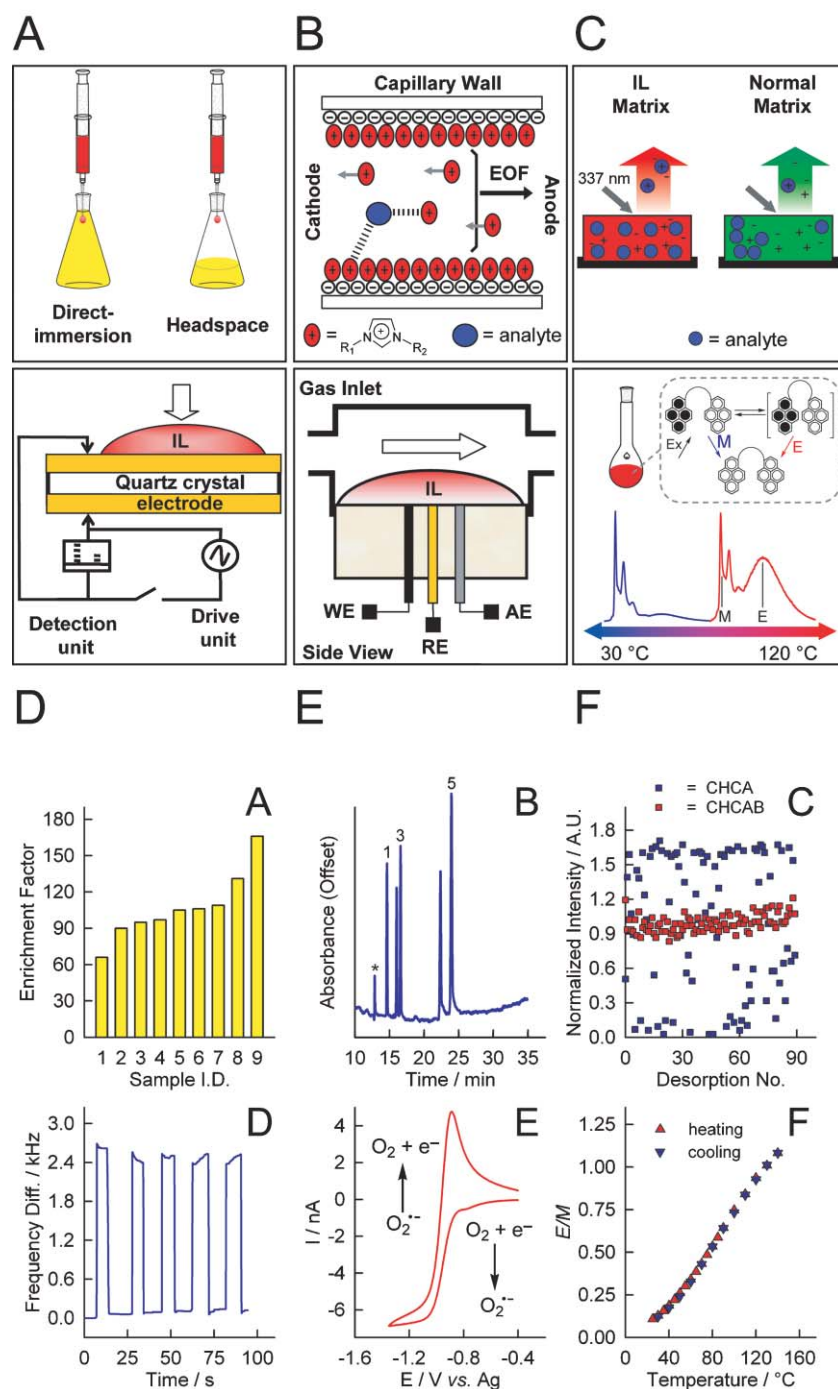 A
B
C
Direct-
immersion
Headspace
Capillary Wall
Cathode
EOF
Anode
+ = R1 N + N R2
= analyte
IL
Matrix
Normal
Matrix
337 nm
= analyte
IL
Quartz crystal
electrode
Detection
unit
Drive
unit
Gas Inlet
IL
WE
RE
AE
Side View
Ex
M
E
M
E
30 °C
120 °C
D
E
F
A
Enrichment Factor
180
150
120
90
60
30
0
1 2 3 4 5 6 7 8 9
Sample I.D.
B
Absorbance (Offset)
*
1
3
5
10 15 20 25 30 35
Time / min
= CHCA
= CHCAB
C
Normalized Intensity / A.U.
1.8
1.5
1.2
0.9
0.6
0.3
0.0
0 30 60 90
Desorption No.
D
Frequency Diff. / kHz
3.0
2.4
1.8
1.2
0.6
0.0
0 25 50 75 100
Time / s
E
I / nA
4
2
0
-2
-4
-6
O2 + e–
O2•-
O2 + e–
O2•-
-1.6 -1.2 -0.8 -0.4
E / V vs. Ag
F
heating
cooling
E/M
1.25
1.00
0.75
0.50
0.25
0.00
0 40 80 120 160
Temperature / °C